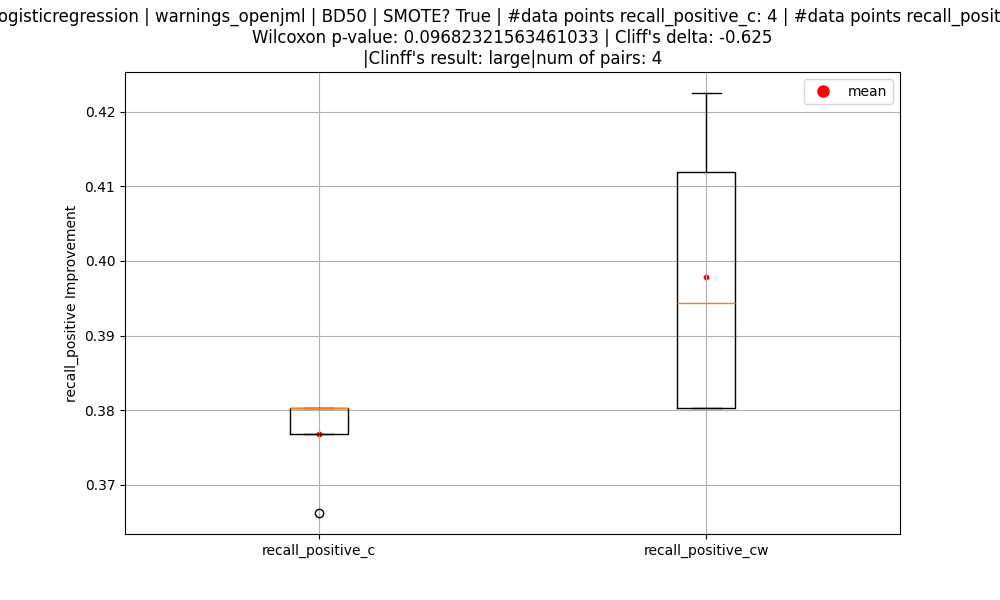 ogisticregression | warnings_openjml | BD50 | SMOTE? True | #data points recall_positive_c: 4 | #data points recall_posit
Wilcoxon p-value: 0.09682321563461033 | Cliff's delta: -0.625
|Clinff's result: large|num of pairs: 4
mean
0.42
0.41
0.40
0.39
0.38
0.37
recall_positive Improvement
recall_positive_c
recall_positive_cw